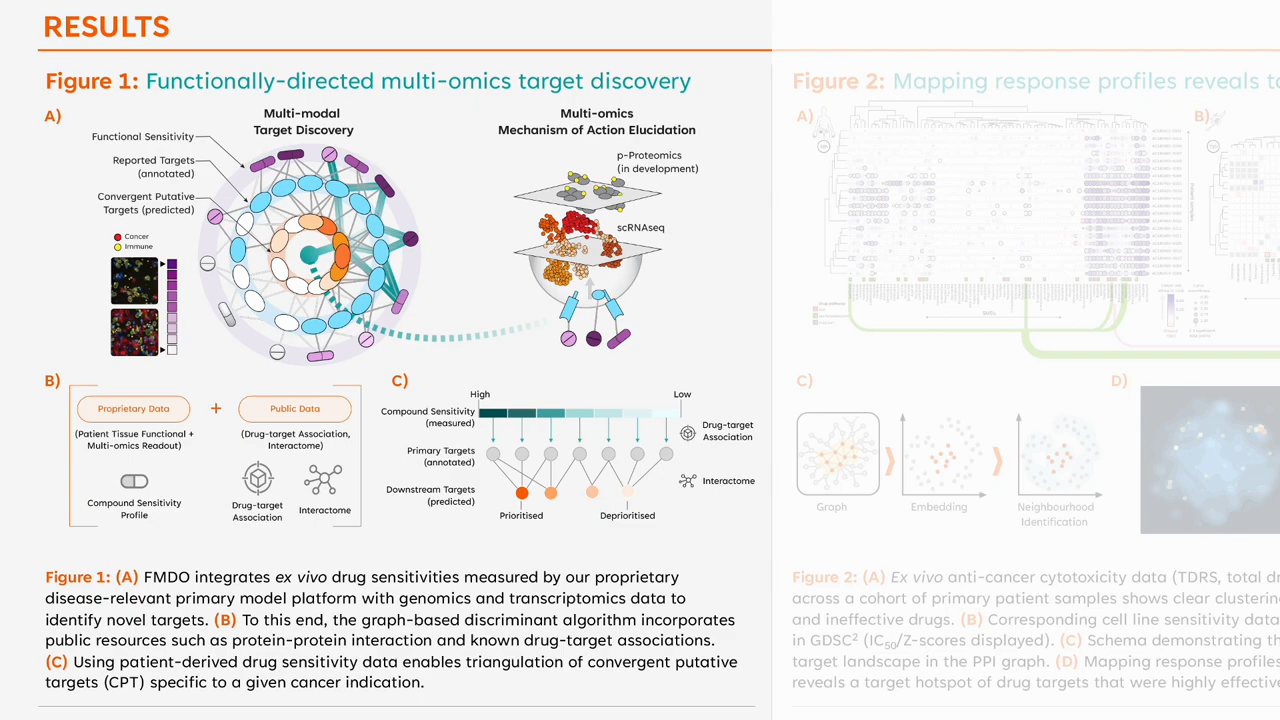 RESULTS
Figure 1: Functionally-directed multi-omics target discovery
A)
Multi-modal
Target Discovery
Functional Sensitivity
Reported Targets
(annotated)
Convergent Putative
Targets (predicted)
Cancer
Immune
Multi-omics
Mechanism of Action Elucidation
p-Proteomics
(in development)
scRNAseq
B)
Proprietary Data
+
Public Data
(Patient Tissue Functional +
Multi-omics Readout)
(Drug-target Association,
Interactome)
Compound Sensitivity
Profile
Drug-target
Association
Interactome
C)
High
Low
Compound Sensitivity
(measured)
Primary Targets
(annotated)
Downstream Targets
(predicted)
Prioritised
Deprioritised
Drug-target
Association
Interactome
Figure 1: (A) FMDO integrates ex vivo drug sensitivities measured by our proprietary
disease-relevant primary model platform with genomics and transcriptomics data to
identify novel targets. (B) To this end, the graph-based discriminant algorithm incorporates
public resources such as protein-protein interaction and known drug-target associations.
(C) Using patient-derived drug sensitivity data enables triangulation of convergent putative
targets (CPT) specific to a given cancer indication.
Figure 2: Mapping response profiles reveals
A)
B)
C)
Graph
Embedding
Neighbourhood
Identification
D)
Figure 2: (A) Ex vivo anti-cancer cytotoxicity data (TDRS, total
across a cohort of primary patient samples shows clear
and ineffective drugs. (B) Corresponding cell line sensitivity data
in GDSC² (IC₅₀/Z-scores displayed). (C) Schema demonstrating
target landscape in the PPI graph. (D) Mapping response profiles
reveals a target hotspot of drug targets that were highly